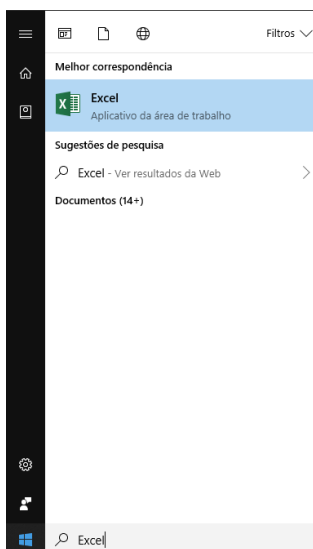 Filtros
Melhor correspondência
Excel
Aplicativo da área de trabalho
Sugestões de pesquisa
Excel - Ver resultados da Web
Documentos (14+)
Excel